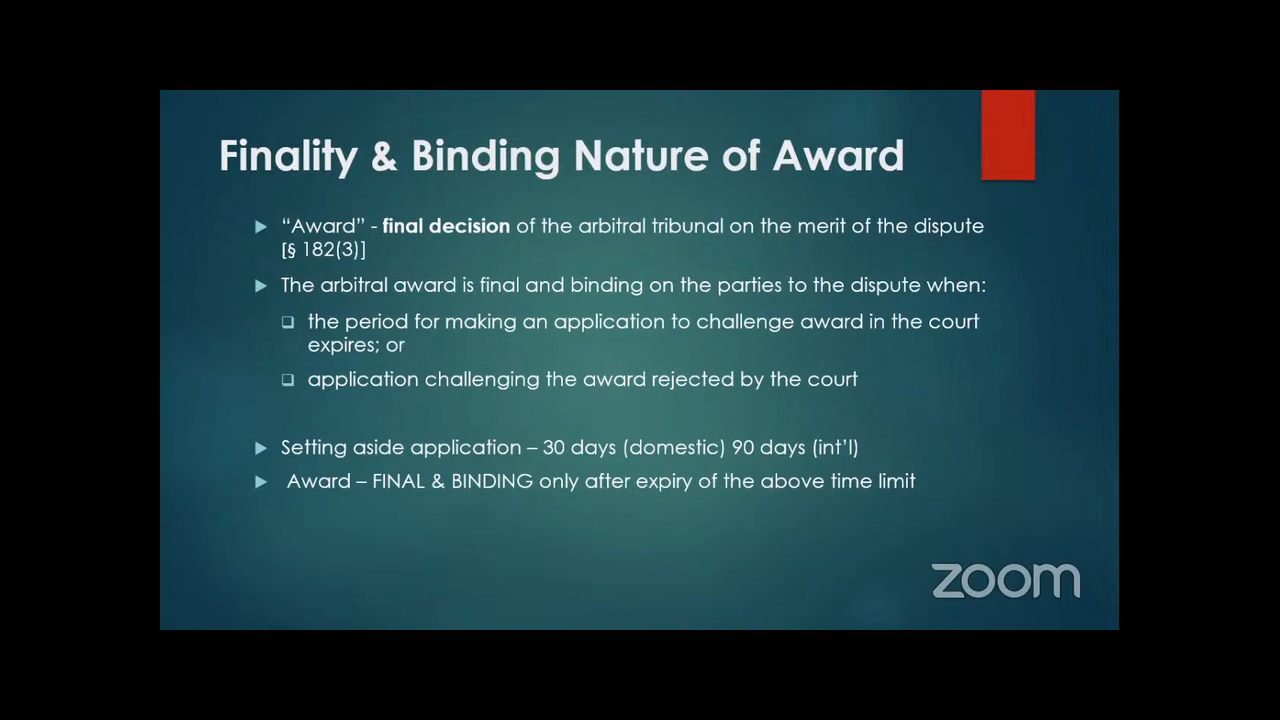 Finality & Binding Nature of Award
“Award” - final decision of the arbitral tribunal on the merit of the dispute
[§ 182(3)]
The arbitral award is final and binding on the parties to the dispute when:
the period for making an application to challenge award in the court
expires; or
application challenging the award rejected by the court
Setting aside application – 30 days (domestic) 90 days (int’l)
Award – FINAL & BINDING only after expiry of the above time limit
zoom